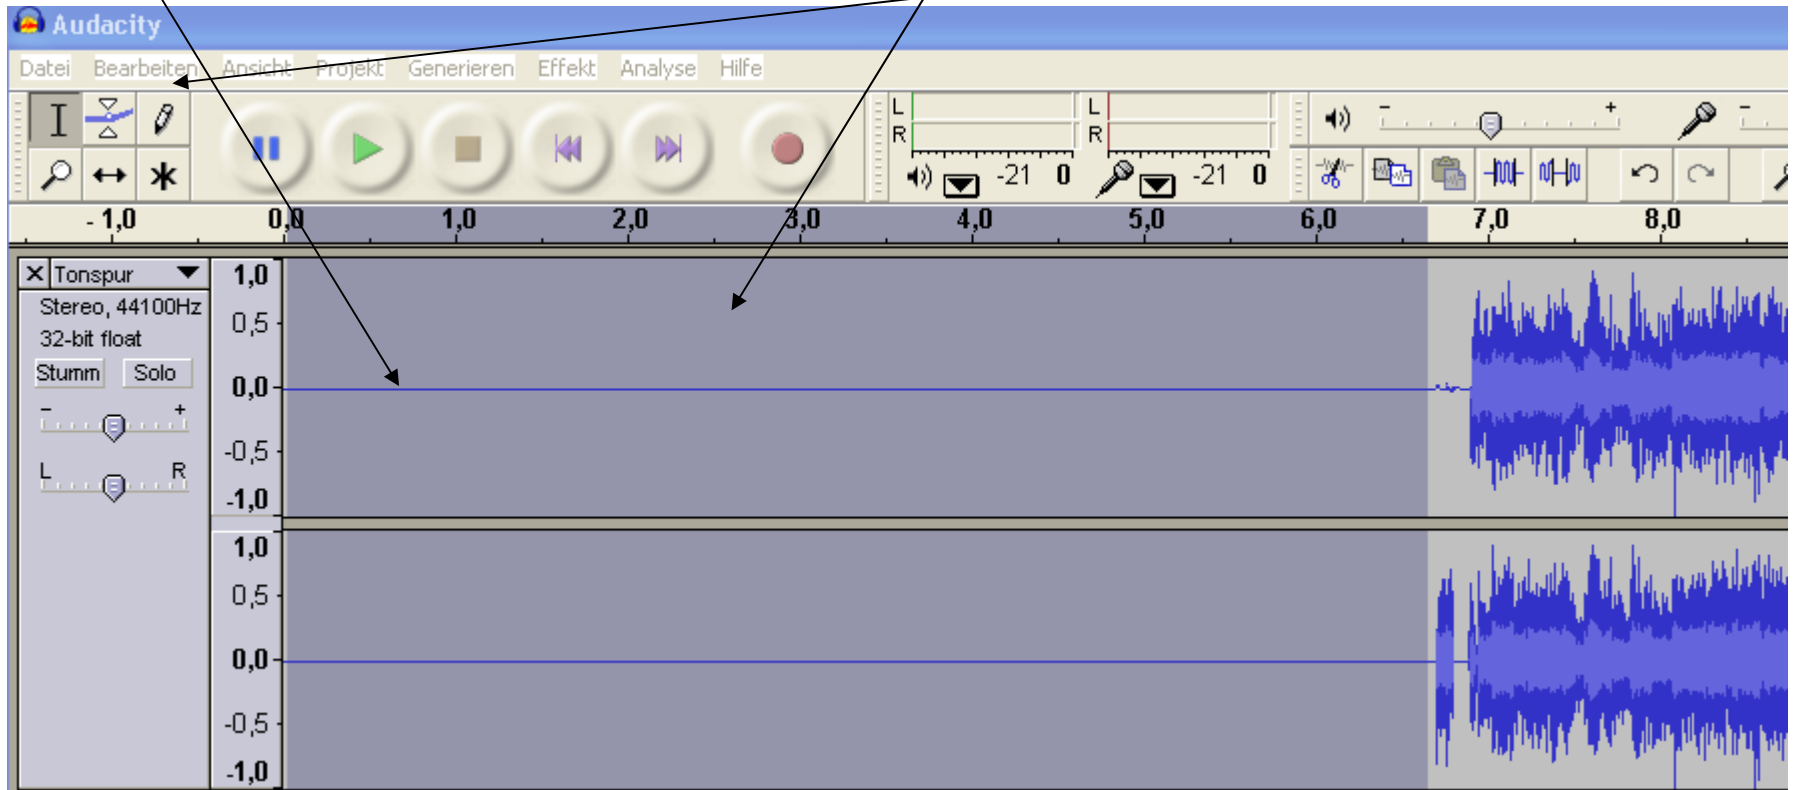 Audacity
Datei Bearbeiten Ansicht Projekt Generieren Effekt Analyse Hilfe
L
R
-21 0
L
R
-21 0
- +
-
- 1,0 0,0 1,0 2,0 3,0 4,0 5,0 6,0 7,0 8,0
X Tonspur
Stereo, 44100Hz
32-bit float
Stumm Solo
- +
L R
1,0
0,5
0,0
-0,5
-1,0
1,0
0,5
0,0
-0,5
-1,0